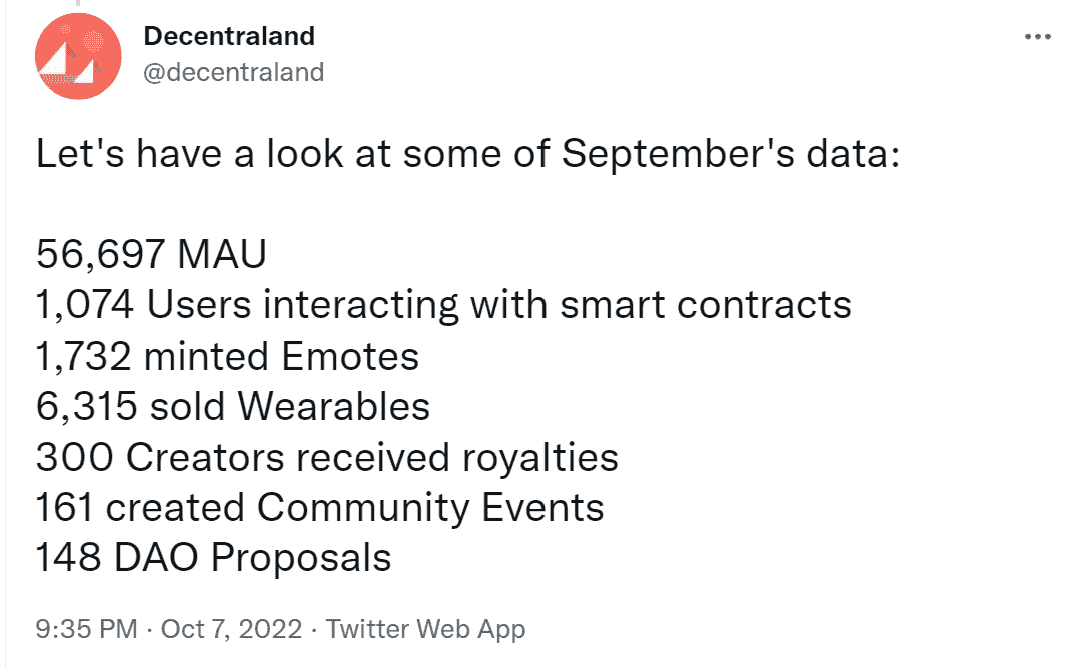 Decentraland
@decentraland
Let's have a look at some of September's data:
56,697 MAU
1,074 Users interacting with smart contracts
1,732 minted Emotes
6,315 sold Wearables
300 Creators received royalties
161 created Community Events
148 DAO Proposals
9:35 PM · Oct 7, 2022 · Twitter Web App